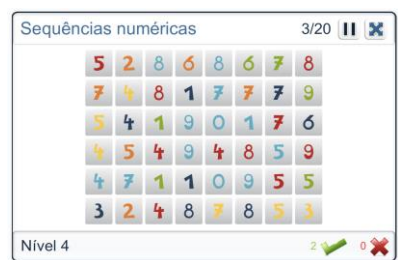 Sequências numéricas 3/20
5 2 8 6 8 6 7 8
7 4 8 1 7 7 7 9
5 4 1 9 0 1 7 6
4 5 4 9 4 8 5 9
4 7 1 1 0 9 5 5
3 2 4 8 7 8 5 3
Nível 4 2 0